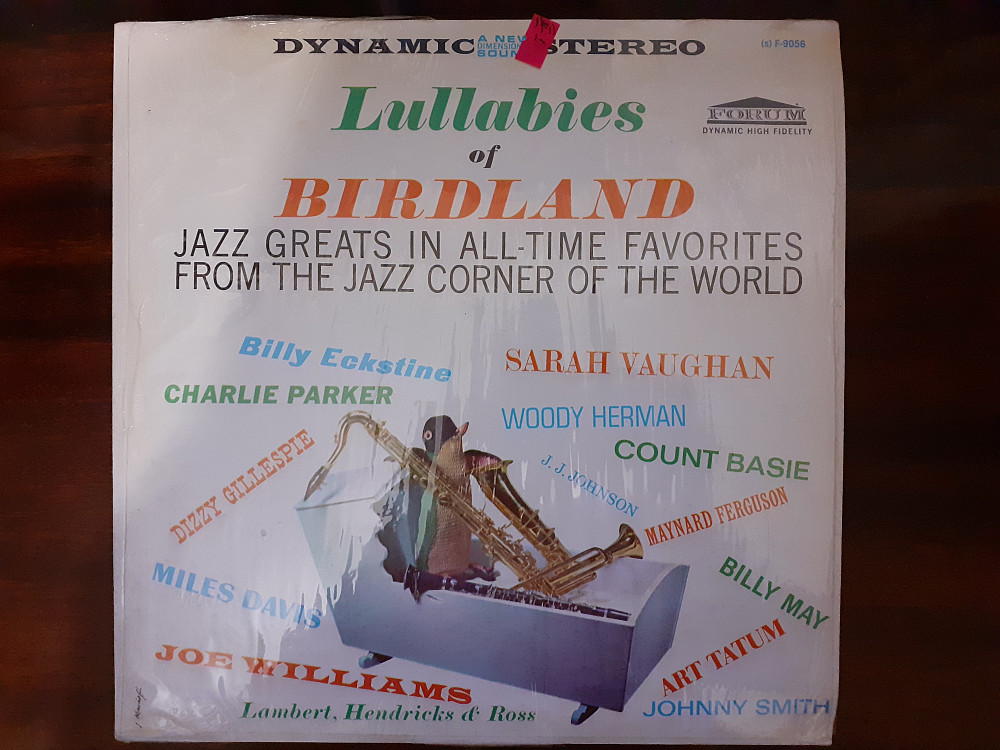 DYNAMIC A NEW DIMENSION SOUND STEREO
(s) F-9056
Lullabies
of
BIRDLAND
FORUM
DYNAMIC HIGH FIDELITY
JAZZ GREATS IN ALL-TIME FAVORITES
FROM THE JAZZ CORNER OF THE WORLD
Billy Eckstine
SARAH VAUGHAN
CHARLIE PARKER
WOODY HERMAN
COUNT BASIE
DIZZY GILLESPIE
J. J. JOHNSON
MAYNARD FERGUSON
MILES DAVIS
BILLY MAY
JOE WILLIAMS
ART TATUM
Lambert, Hendricks & Ross
JOHNNY SMITH